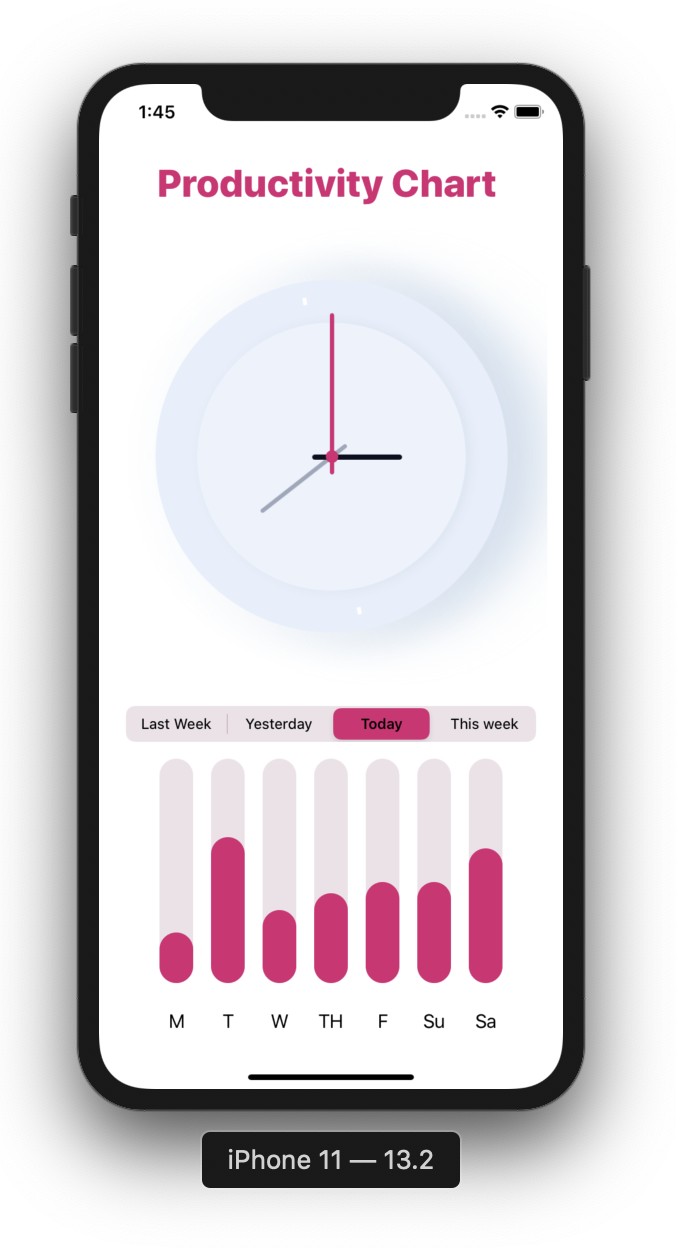 1:45
Productivity Chart
Last Week Yesterday Today This week
M T W TH F Su Sa
iPhone 11 — 13.2